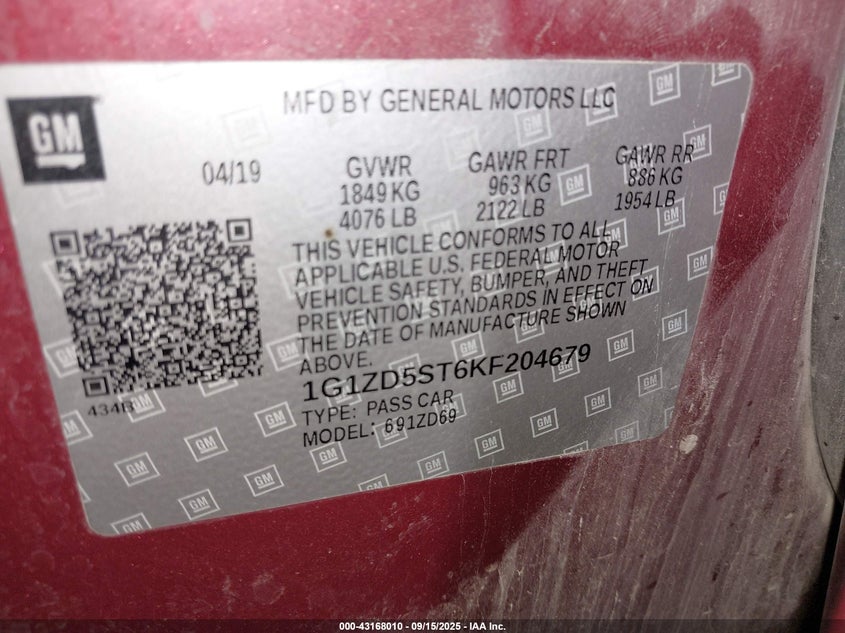 GM
MFD BY GENERAL MOTORS LLC
04/19
GVWR
1849 KG
4076 LB
GAWR FRT
963 KG
2122 LB
GAWR RR
886 KG
1954 LB
THIS VEHICLE CONFORMS TO ALL
APPLICABLE U.S. FEDERAL MOTOR
VEHICLE SAFETY, BUMPER, AND THEFT
PREVENTION STANDARDS IN EFFECT ON
THE DATE OF MANUFACTURE SHOWN
ABOVE.
434B
1G1ZD5ST6KF204679
TYPE: PASS CAR
MODEL: 691ZD69
000-43168010 - 09/15/2025 - IAA Inc.